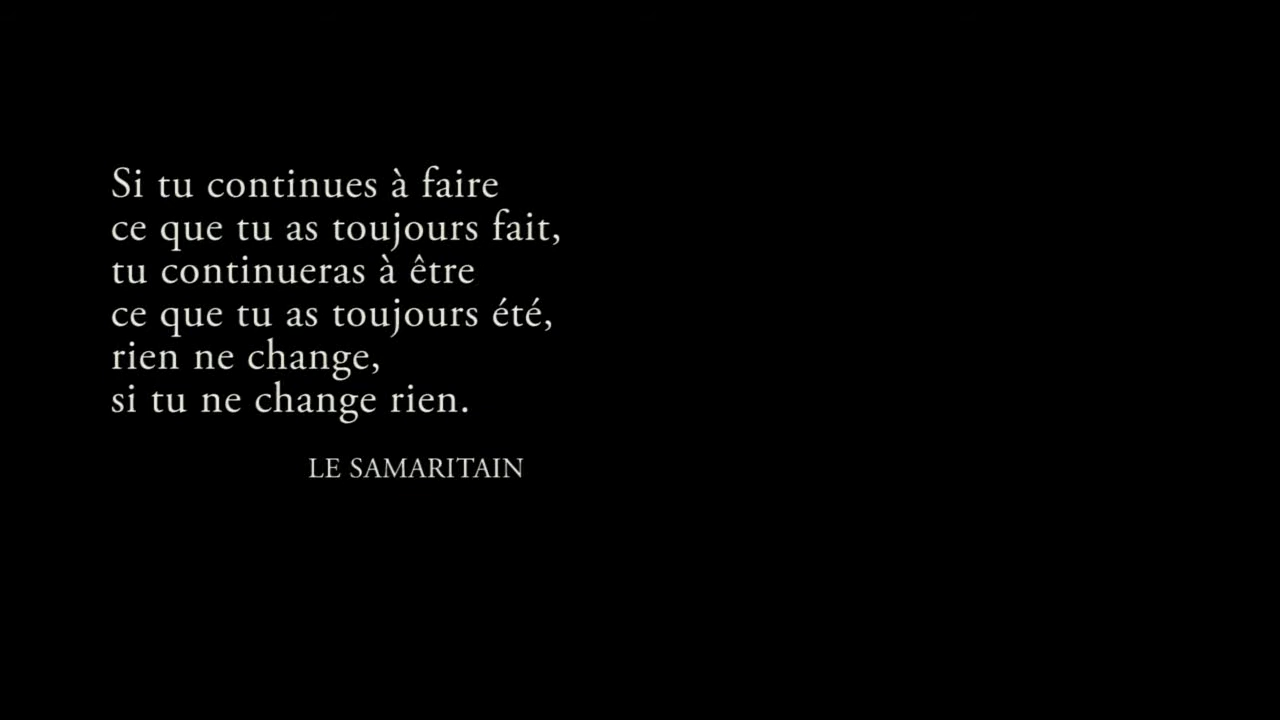 Si tu continues à faire
ce que tu as toujours fait,
tu continueras à être
ce que tu as toujours été,
rien ne change,
si tu ne change rien.
LE SAMARITAIN